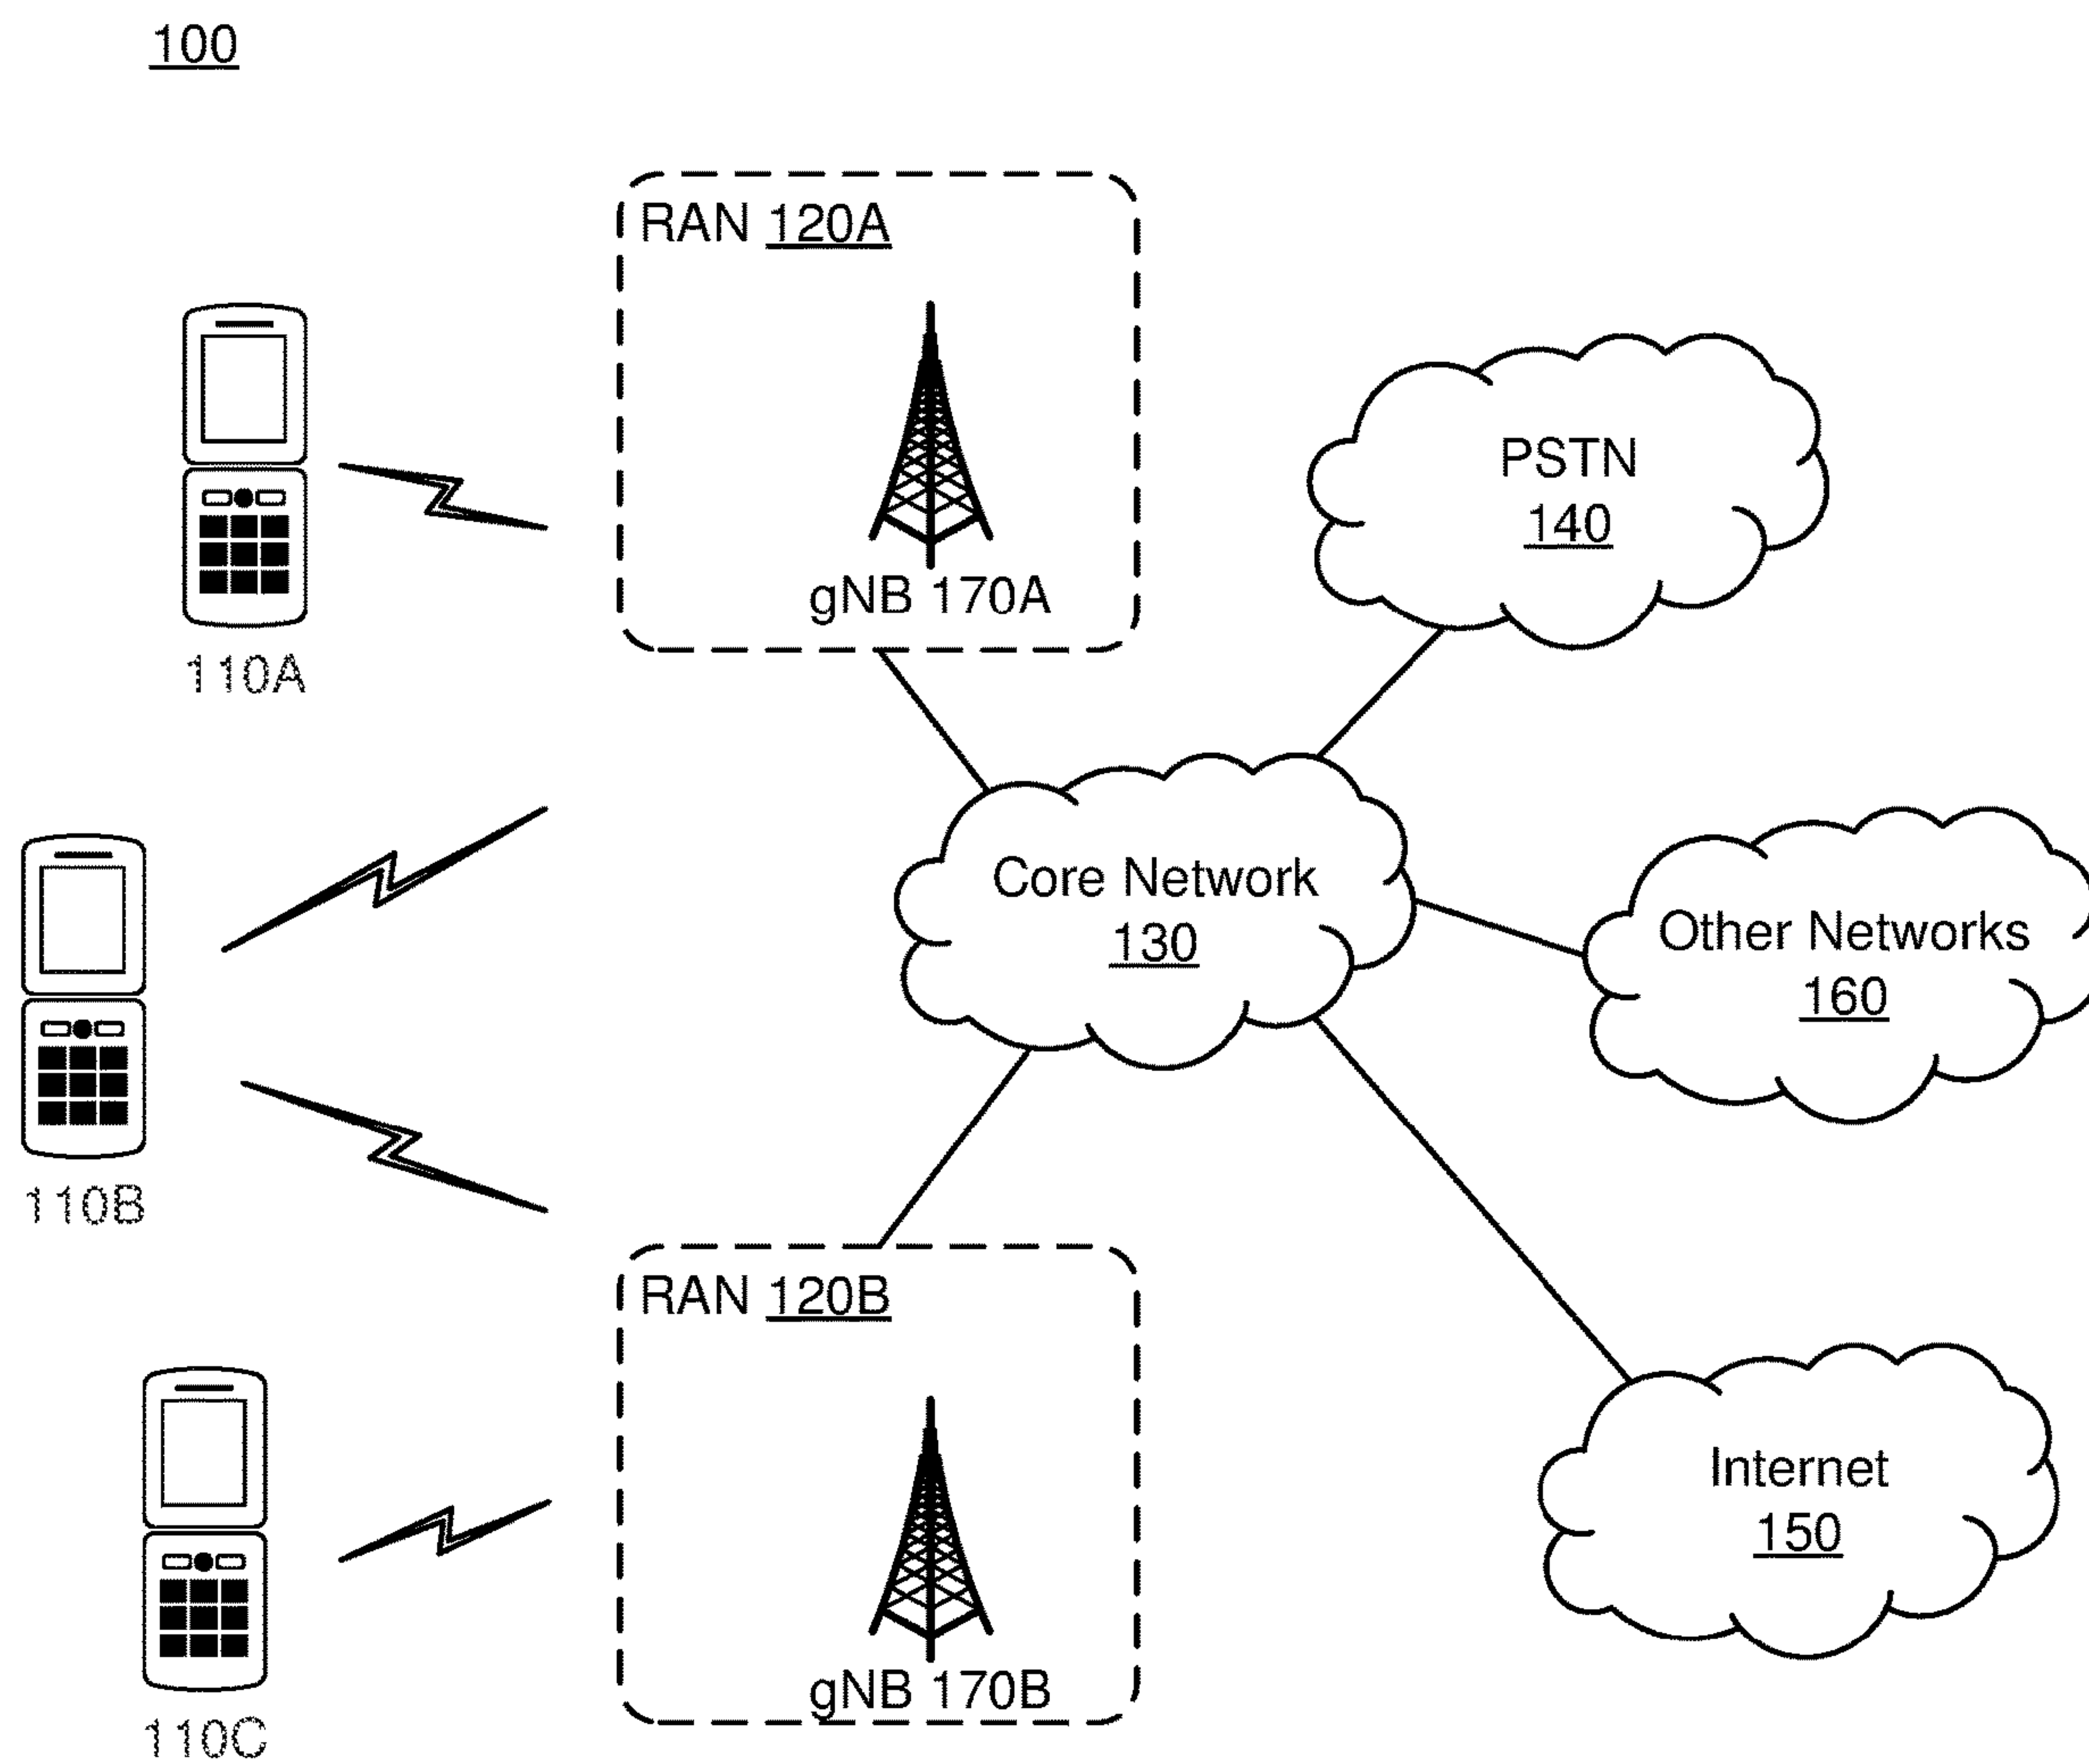 100
RAN 120A
gNB 170A
110A
PSTN
140
Core Network
130
Other Networks
160
110B
RAN 120B
gNB 170B
Internet
150
110C